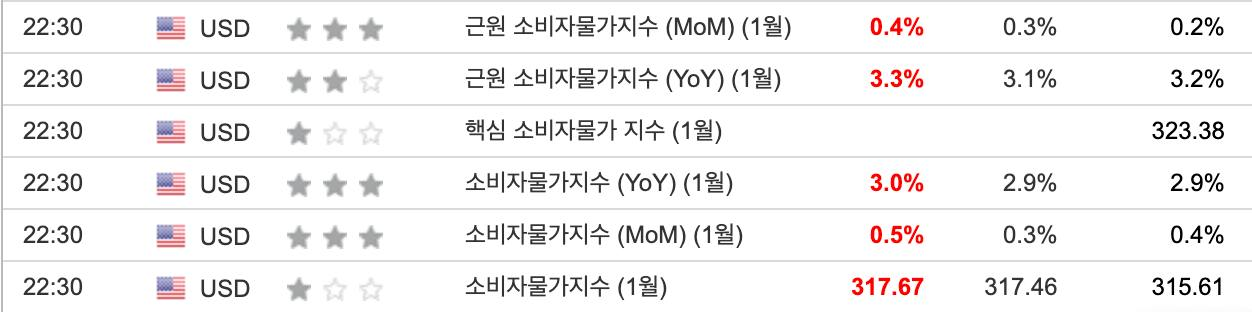 22:30 USD 근원 소비자물가지수 (MoM) (1월) 0.4% 0.3% 0.2%
22:30 USD 근원 소비자물가지수 (YoY) (1월) 3.3% 3.1% 3.2%
22:30 USD 핵심 소비자물가 지수 (1월) 323.38
22:30 USD 소비자물가지수 (YoY) (1월) 3.0% 2.9% 2.9%
22:30 USD 소비자물가지수 (MoM) (1월) 0.5% 0.3% 0.4%
22:30 USD 소비자물가지수 (1월) 317.67 317.46 315.61